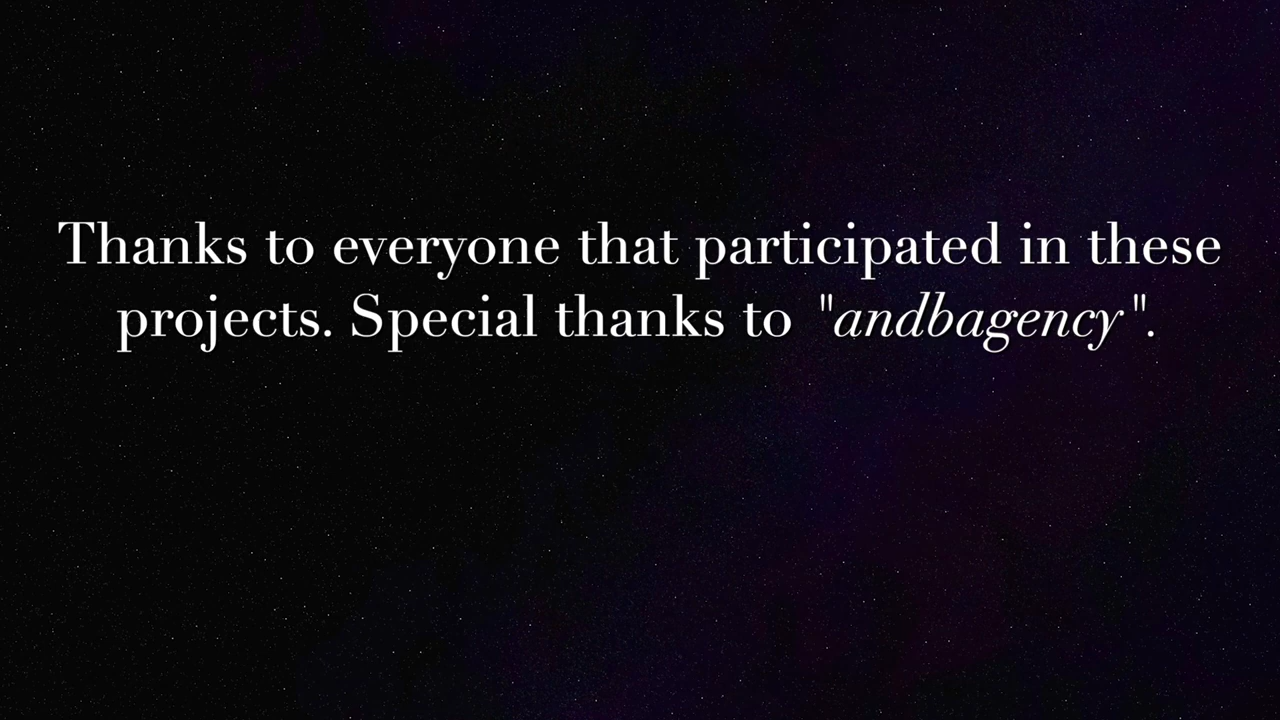 Thanks to everyone that participated in these
projects. Special thanks to "andbagency".